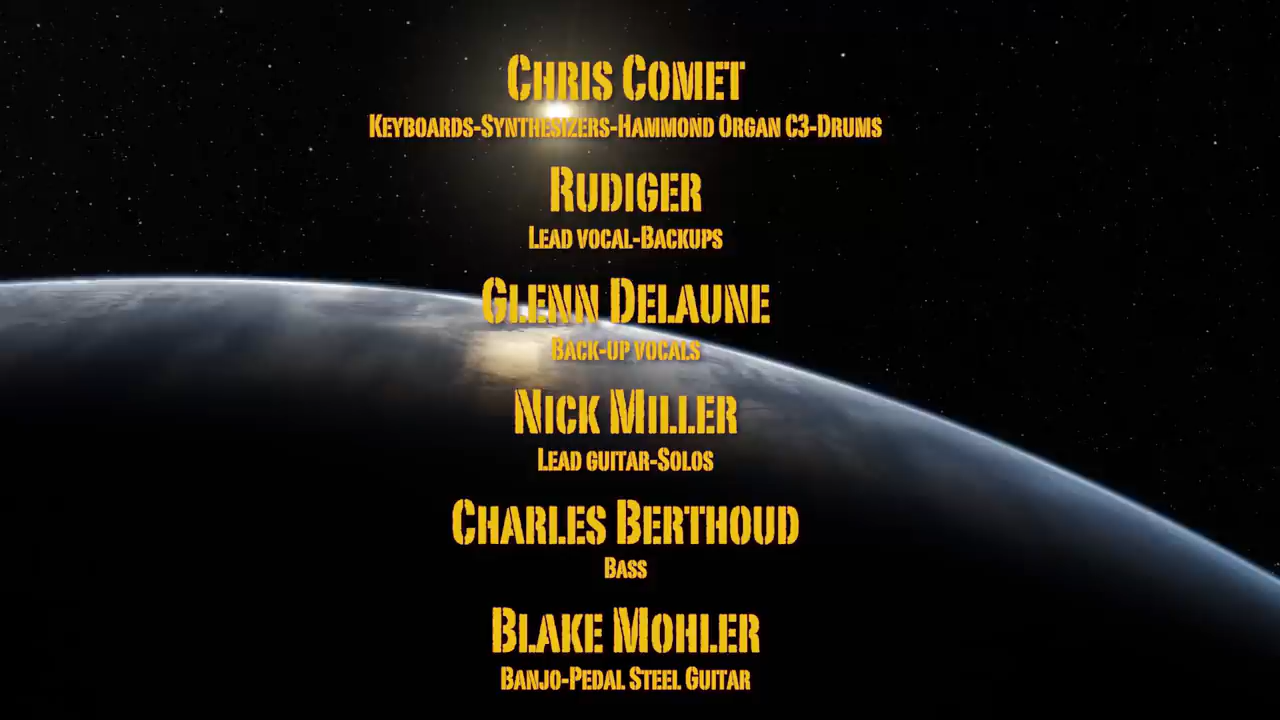 Chris Comet
Keyboards-Synthesizers-Hammond Organ C3-Drums
Rudiger
Lead vocal-Backups
Glenn Delaune
Back-up vocals
Nick Miller
Lead guitar-Solos
Charles Berthoud
Bass
Blake Mohler
Banjo-Pedal Steel Guitar